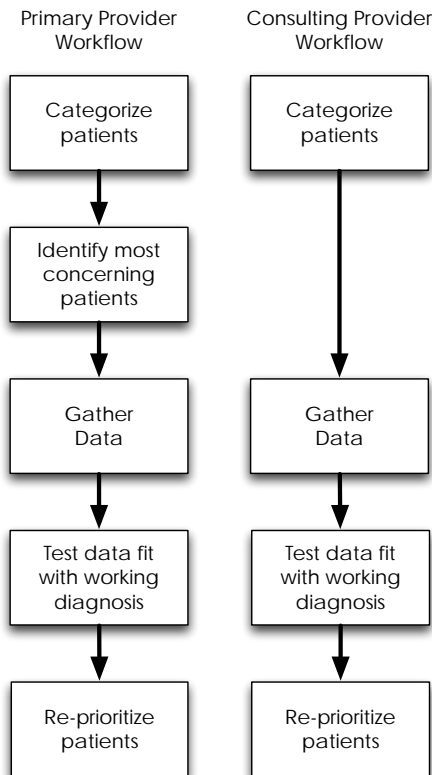 Primary Provider
Workflow
Categorize
patients
Identify most
concerning
patients
Gather
Data
Test data fit
with working
diagnosis
Re-prioritize
patients
Consulting Provider
Workflow
Categorize
patients
Gather
Data
Test data fit
with working
diagnosis
Re-prioritize
patients